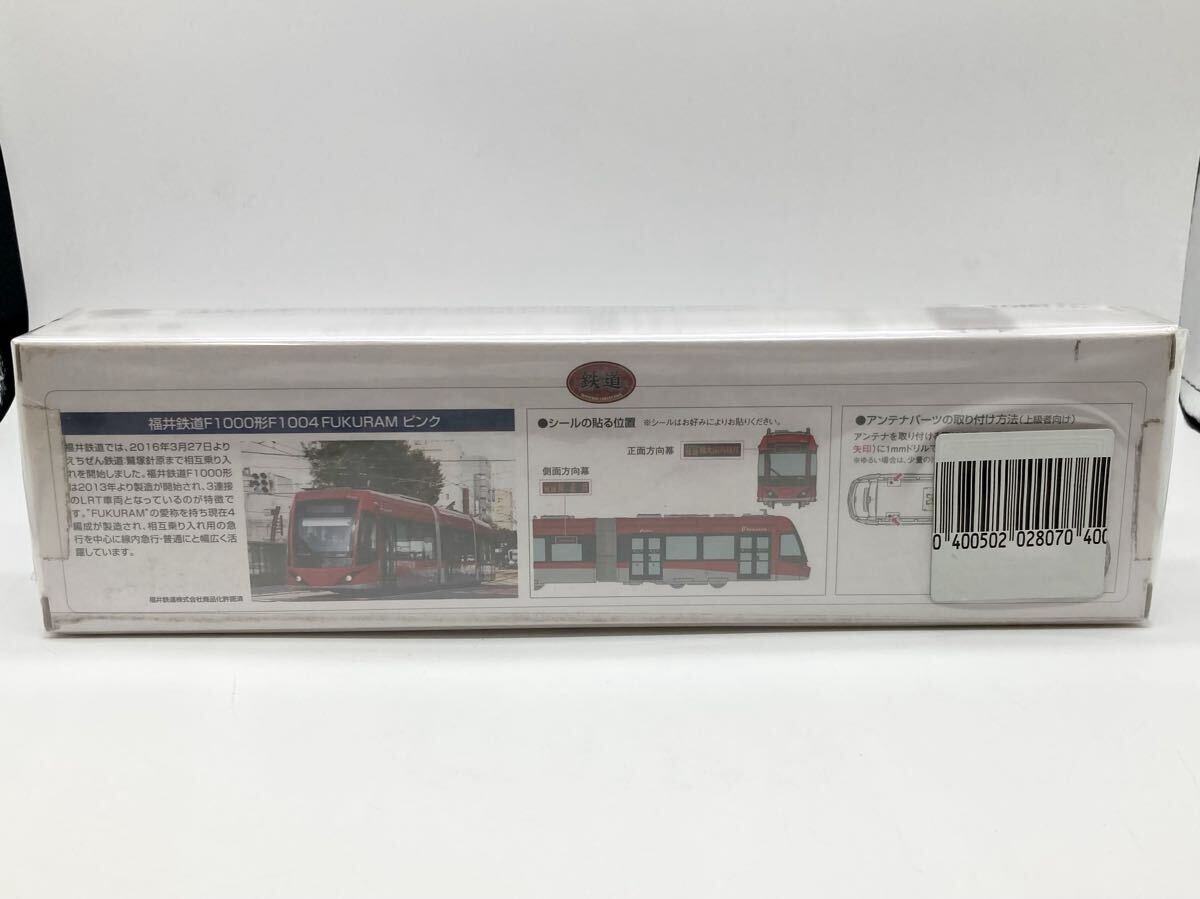 鉄道
福井鉄道F1000形F1004 FUKURAM ピンク
福井鉄道では、2016年3月27日より
えちぜん鉄道:鷲塚針原まで相互乗り入
れを開始しました。福井鉄道F1000形
は2013年より製造が開始され、3連接
のLRT車両となっているのが特徴で
す。"FUKURAM"の愛称を持ち現在4
編成が製造され、相互乗り入れ用の急
行を中心に線内急行・普通にと幅広く活
躍しています。
福井鉄道株式会社商品化許諾済
●シールの貼る位置 ※シールはお好みによりお貼りください。
正面方向幕
側面方向幕
●アンテナパーツの取り付け方法(上級者向け)
アンテナを取り付け
矢印)に1mmドリルで
※ゆるい場合は、少量の
0 400502 028070 400